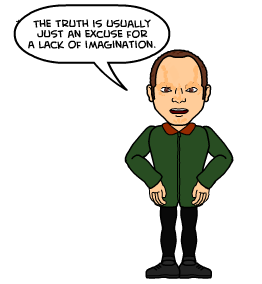 THE TRUTH IS USUALLY
JUST AN EXCUSE FOR
A LACK OF IMAGINATION.